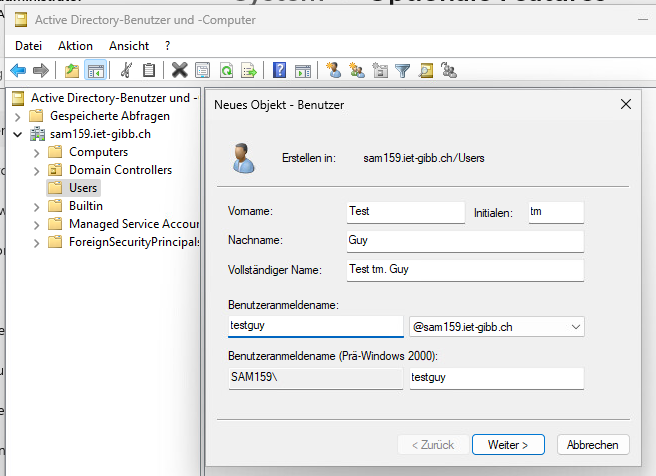 Active Directory-Benutzer und -Computer
Datei Aktion Ansicht ?
Active Directory-Benutzer und -
Gespeicherte Abfragen
sam159.iet-gibb.ch
Computers
Domain Controllers
Users
Builtin
Managed Service Accour
ForeignSecurityPrincipals
Neues Objekt - Benutzer
Erstellen in: sam159.iet-gibb.ch/Users
Vorname: Test Initialen: tm
Nachname: Guy
Vollständiger Name: Test tm. Guy
Benutzeranmeldename:
testguy @sam159.iet-gibb.ch
Benutzeranmeldename (Prä-Windows 2000):
SAM159\ testguy
< Zurück Weiter > Abbrechen